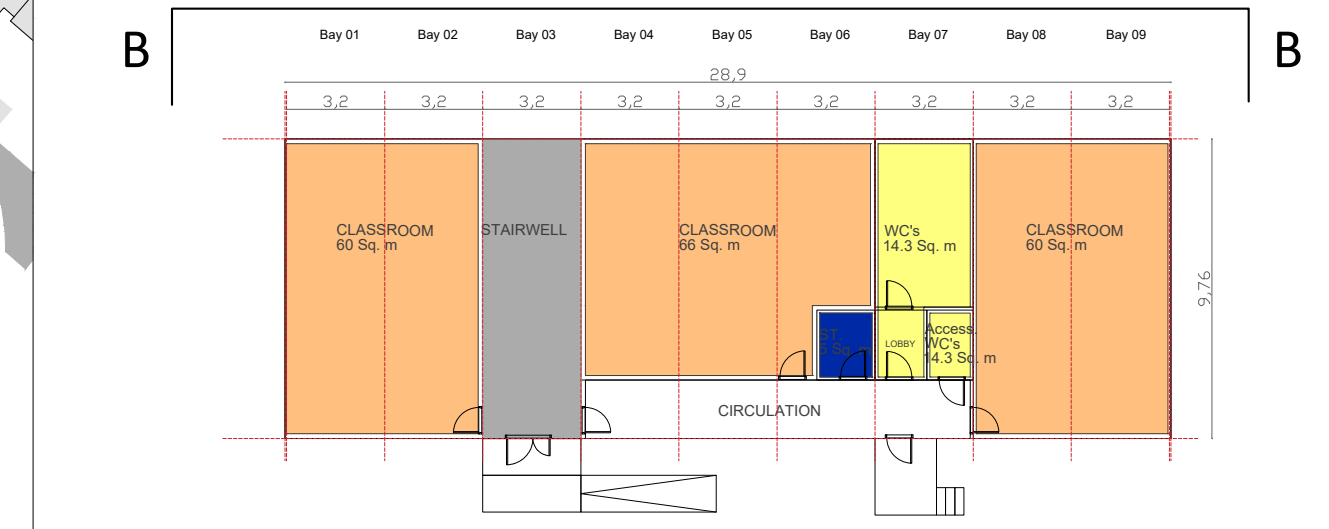 B
Bay 01 Bay 02 Bay 03 Bay 04 Bay 05 Bay 06 Bay 07 Bay 08 Bay 09
B
28,9
3,2 3,2 3,2 3,2 3,2 3,2 3,2 3,2 3,2
CLASSROOM
60 Sq. m
STAIRWELL
CLASSROOM
66 Sq. m
WC's
14.3 Sq. m
CLASSROOM
60 Sq. m
9,76
ST.
Sq. m
LOBBY
Access.
WC's
14.3 Sq. m
CIRCULATION